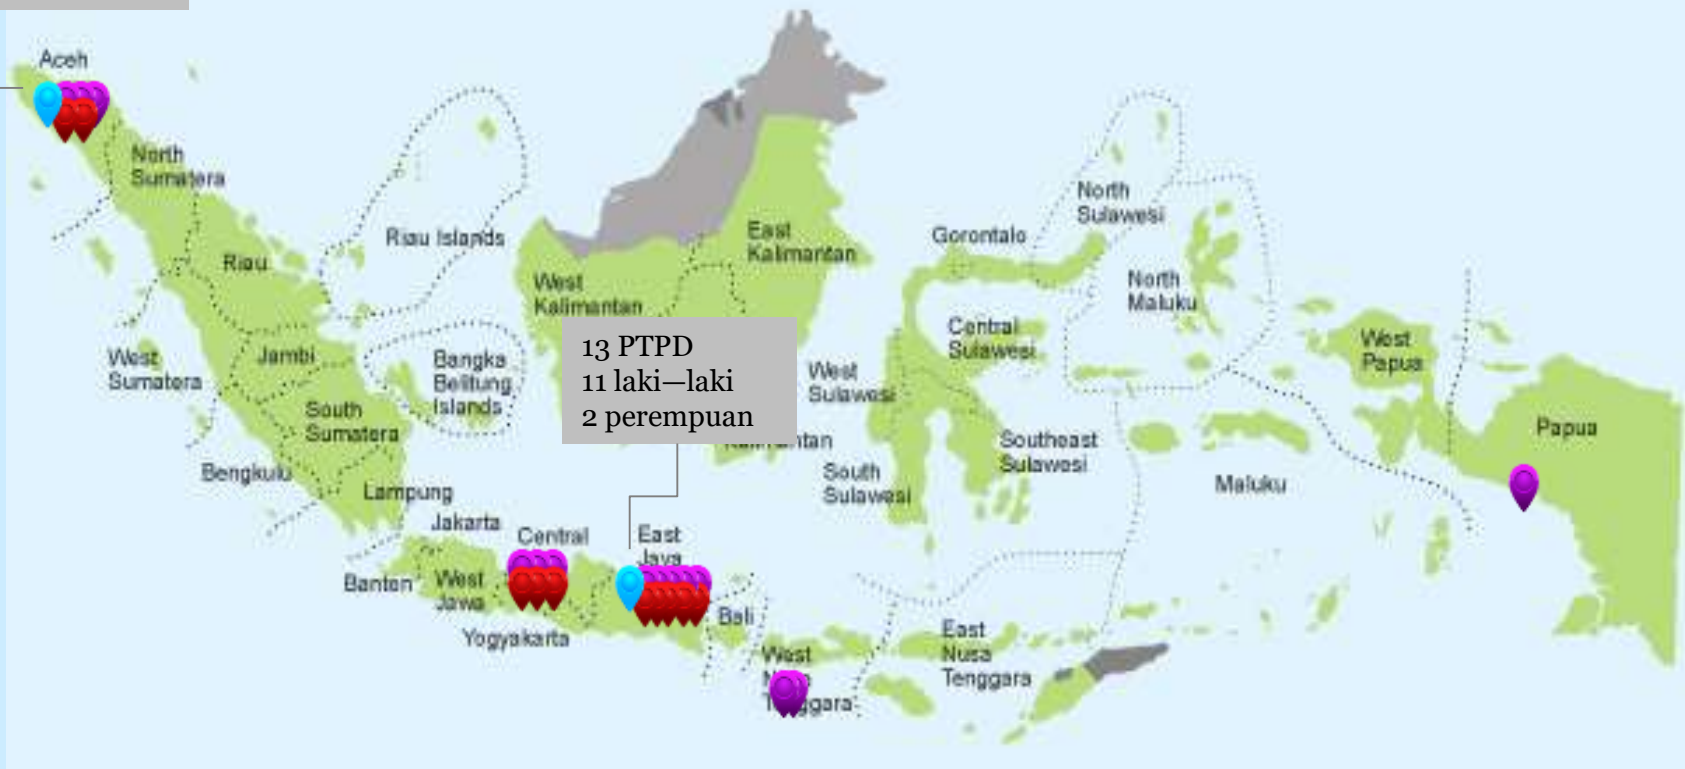 Aceh
North
Sumatera
Riau Islands
Riau
West
Sumatera
Jambi
Bangka
Belitung
Islands
South
Sumatera
Bengkulu
Lampung
West
Kalimantan
East
Kalimantan
13 PTPD
11 laki—laki
2 perempuan
Gorontalo
North
Sulawesi
North
Maluku
Central
Sulawesi
West
Sulawesi
South
Sulawesi
Southeast
Sulawesi
Maluku
West
Papua
Papua
Jakarta
Banten
West
Jawa
Central
Yogyakarta
East
Java
Bali
West
East
Nusa
Tenggara